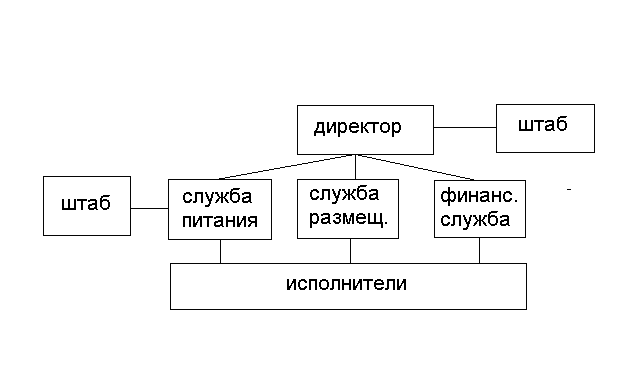 директор
штаб
штаб
служба
питания
служба
размещ.
финанс.
служба
исполнители